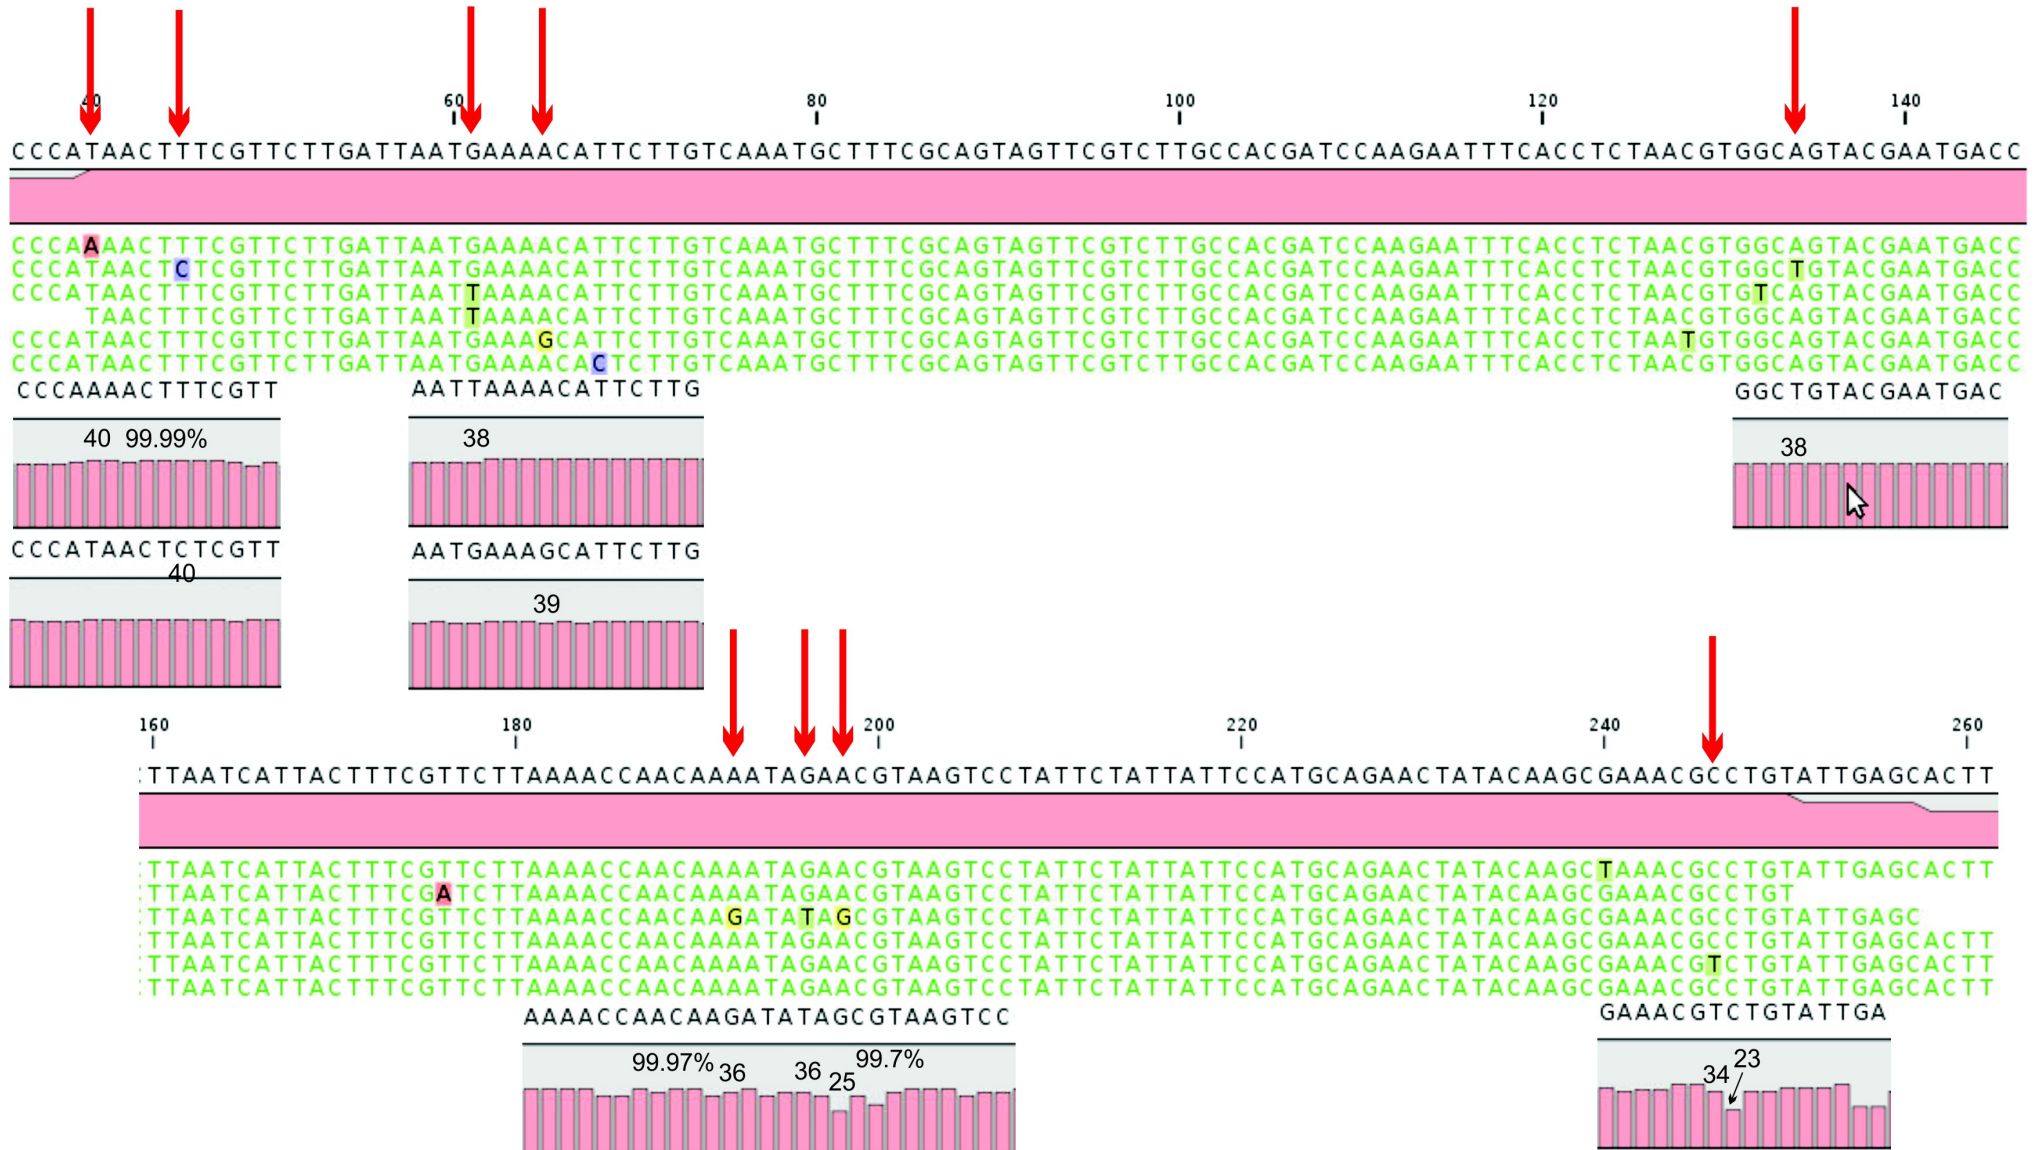 40 60 80 100 120 140
CCCATAACTTTCGTTCTTGATTAATGAAAACATTCTTGTCAAATGCTTTCGCAGTAGTTCGTCTTGCCACGATCCAAGAATTTCACCTCTAACGTGGCAGTACGAATGACC
CCCAAAACTTTCGTTCTTGATTAATGAAAACATTCTTGTCAAATGCTTTCGCAGTAGTTCGTCTTGCCACGATCCAAGAATTTCACCTCTAACGTGGCAGTACGAATGACC
CCCATAACTCTCGTTCTTGATTAATGAAAACATTCTTGTCAAATGCTTTCGCAGTAGTTCGTCTTGCCACGATCCAAGAATTTCACCTCTAACGTGGCTGTACGAATGACC
CCCATAACTTTCGTTCTTGATTAATTAAAACATTCTTGTCAAATGCTTTCGCAGTAGTTCGTCTTGCCACGATCCAAGAATTTCACCTCTAACGTGTCAGTACGAATGACC
TAACTTTCGTTCTTGATTAATTAAAACATTCTTGTCAAATGCTTTCGCAGTAGTTCGTCTTGCCACGATCCAAGAATTTCACCTCTAACGTGGCAGTACGAATGACC
CCCATAACTTTCGTTCTTGATTAATGAAAGCATTCTTGTCAAATGCTTTCGCAGTAGTTCGTCTTGCCACGATCCAAGAATTTCACCTCTAATGTGGCAGTACGAATGACC
CCCATAACTTTCGTTCTTGATTAATGAAAACACTCTTGTCAAATGCTTTCGCAGTAGTTCGTCTTGCCACGATCCAAGAATTTCACCTCTAACGTGGCAGTACGAATGACC
CCCAAAACTTTCGTT AATTAAAACATTCTTG GGCTGTACGAATGAC
40 99.99% 38 38
CCCATAACTCTCGTT AATGAAAGCATTCTTG
40 39
160 180 200 220 240 260
:TTAATCATTACTTTCGTTCTTAAAACCAACAAAATAGAACGTAAGTCCTATTCTATTATTCCATGCAGAACTATACAAGCGAAACGCCTGTATTGAGCACTT
:TTAATCATTACTTTCGTTCTTAAAACCAACAAAATAGAACGTAAGTCCTATTCTATTATTCCATGCAGAACTATACAAGCTAAACGCCTGTATTGAGCACTT
:TTAATCATTACTTTCGATCTTAAAACCAACAAAATAGAACGTAAGTCCTATTCTATTATTCCATGCAGAACTATACAAGCGAAACGCCTGT
:TTAATCATTACTTTCGTTCTTAAAACCAACAAGATATAGCGTAAGTCCTATTCTATTATTCCATGCAGAACTATACAAGCGAAACGCCTGTATTGAGC
:TTAATCATTACTTTCGTTCTTAAAACCAACAAAATAGAACGTAAGTCCTATTCTATTATTCCATGCAGAACTATACAAGCGAAACGCCTGTATTGAGCACTT
:TTAATCATTACTTTCGTTCTTAAAACCAACAAAATAGAACGTAAGTCCTATTCTATTATTCCATGCAGAACTATACAAGCGAAACGTCTGTATTGAGCACTT
:TTAATCATTACTTTCGTTCTTAAAACCAACAAAATAGAACGTAAGTCCTATTCTATTATTCCATGCAGAACTATACAAGCGAAACGCCTGTATTGAGCACTT
AAAACCAACAAGATATAGCGTAAGTCC GAAACGTCTGTATTGA
99.97% 36 36 25 99.7% 34 23